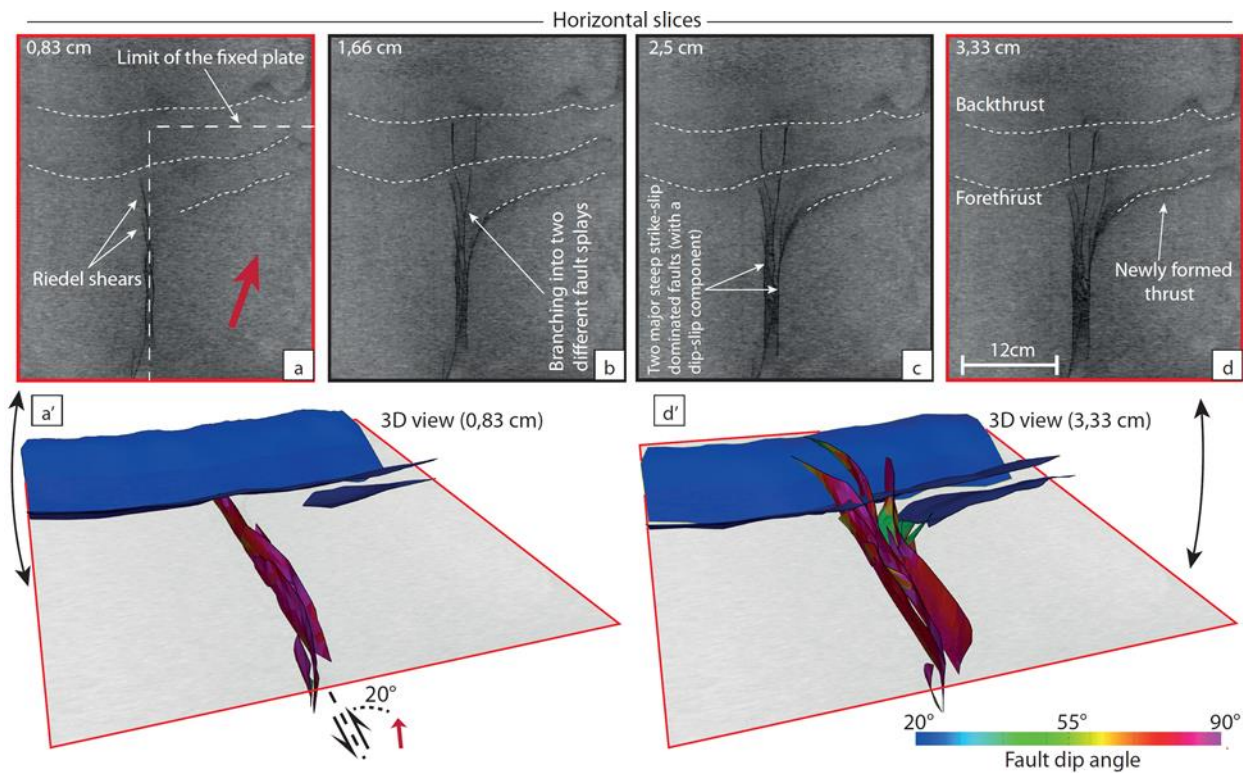 Horizontal slices
0,83 cm
Limit of the fixed plate
Riedel shears
a
1,66 cm
Branching into two
different fault splays
b
2,5 cm
Two major steep strike-slip
dominated faults (with a
dip-slip component)
c
3,33 cm
Backthrust
Forethrust
Newly formed
thrust
12cm
d
a'
3D view (0,83 cm)
20°
d'
3D view (3,33 cm)
20°
55°
90°
Fault dip angle